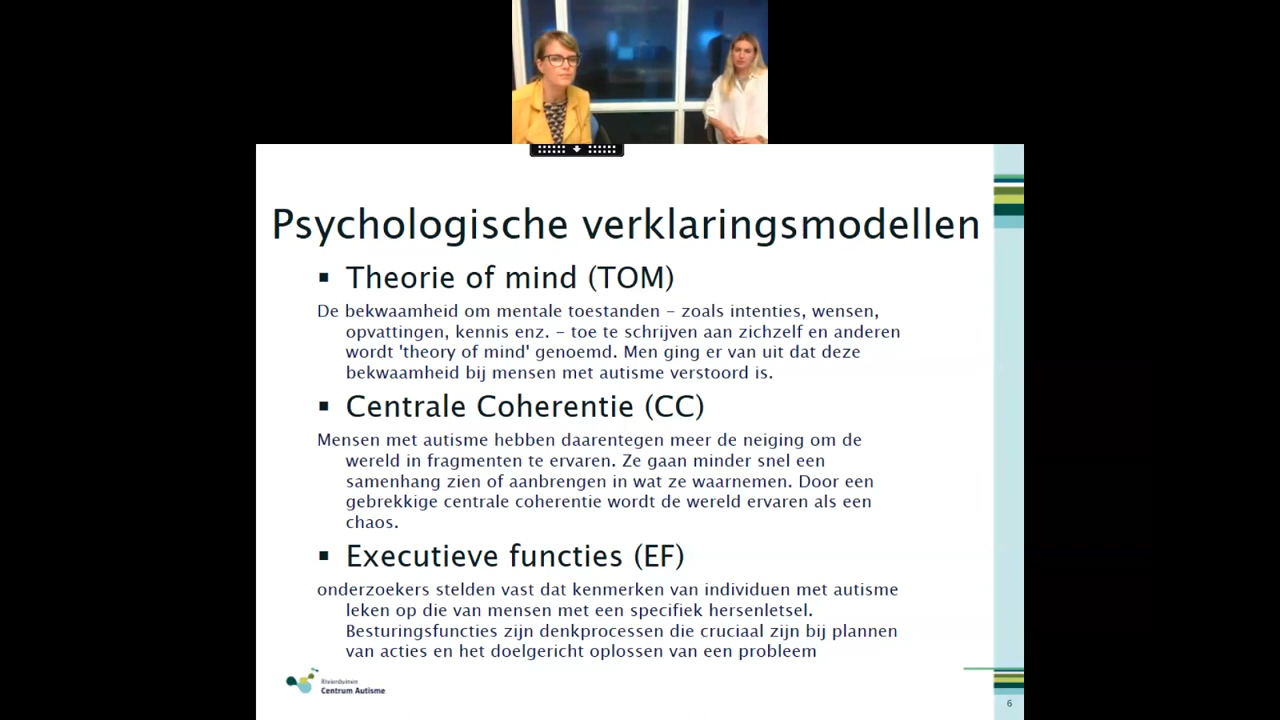 Psychologische verklaringsmodellen
▪ Theorie of mind (TOM)
De bekwaamheid om mentale toestanden – zoals intenties, wensen,
opvattingen, kennis enz. – toe te schrijven aan zichzelf en anderen
wordt 'theory of mind' genoemd. Men ging er van uit dat deze
bekwaamheid bij mensen met autisme verstoord is.
▪ Centrale Coherentie (CC)
Mensen met autisme hebben daarentegen meer de neiging om de
wereld in fragmenten te ervaren. Ze gaan minder snel een
samenhang zien of aanbrengen in wat ze waarnemen. Door een
gebrekkige centrale coherentie wordt de wereld ervaren als een
chaos.
▪ Executieve functies (EF)
onderzoekers stelden vast dat kenmerken van individuen met autisme
leken op die van mensen met een specifiek hersenletsel.
Besturingsfuncties zijn denkprocessen die cruciaal zijn bij plannen
van acties en het doelgericht oplossen van een probleem
Rivierduinen
Centrum Autisme
6